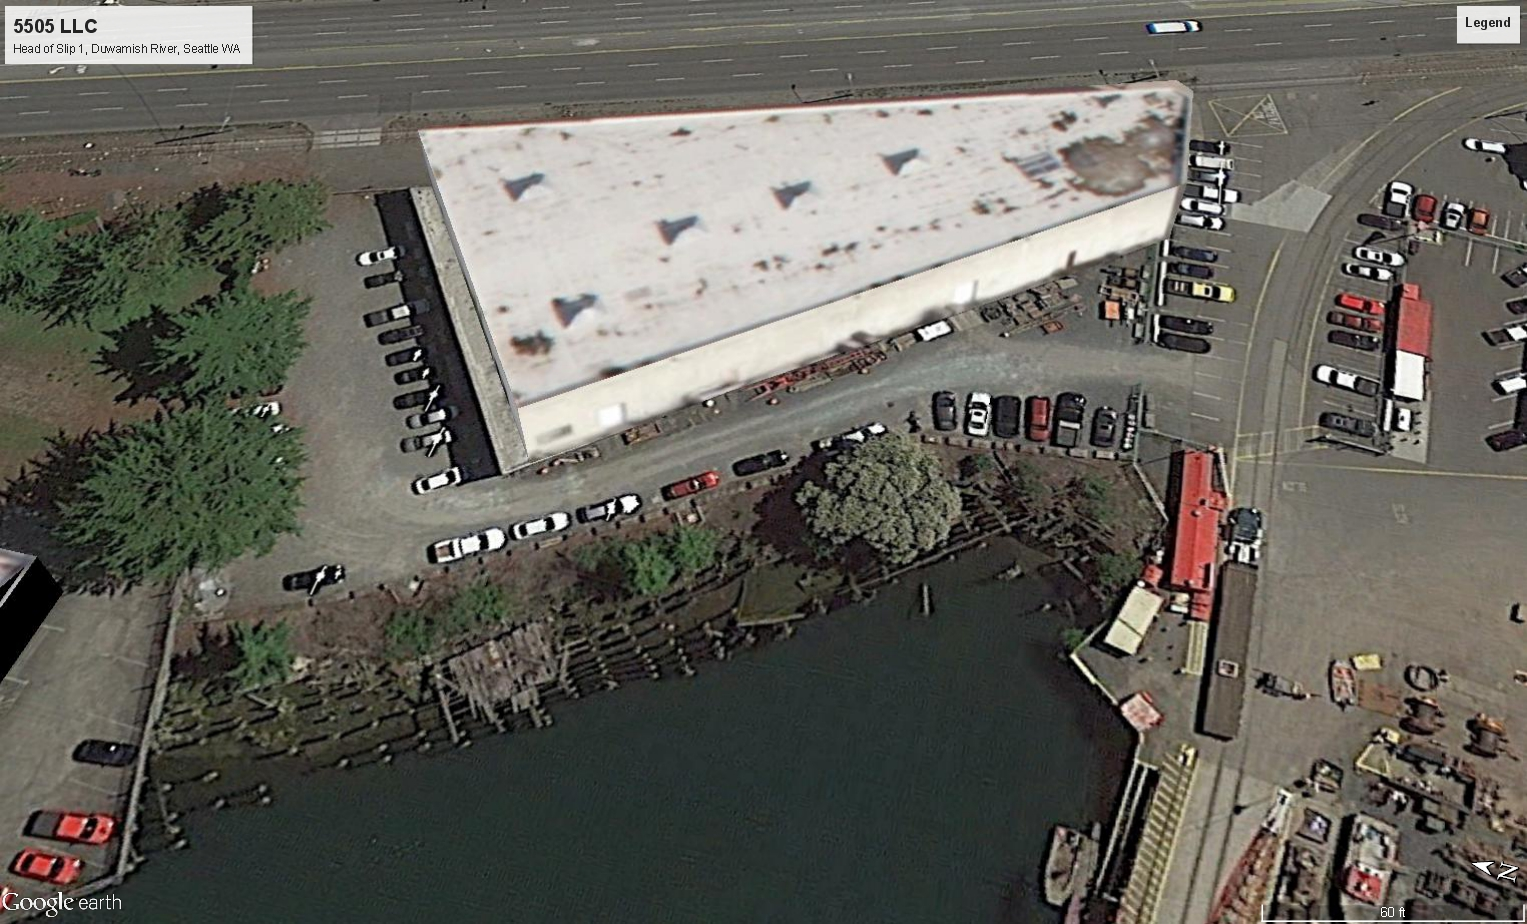 5505 LLC
Head of Slip 1, Duwamish River, Seattle WA
Legend
N
60 ft
Google earth